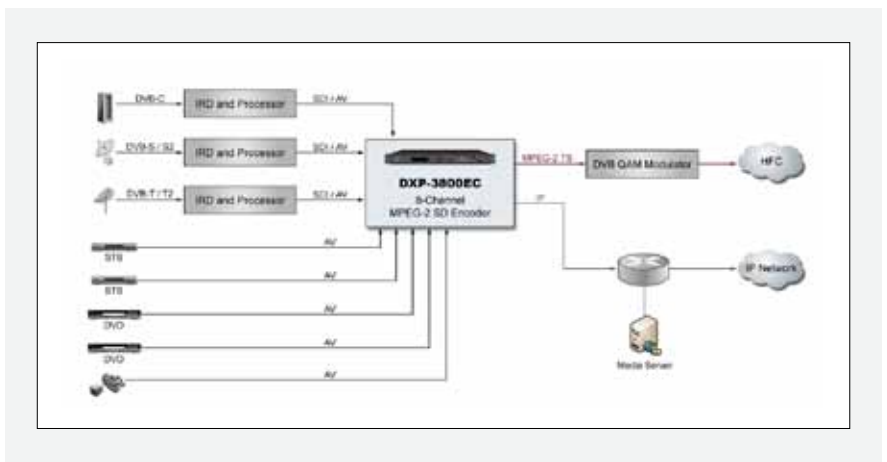 DVB-C
IRD and Processor
SDI / AV
DVB-S / S2
IRD and Processor
SDI / AV
DVB-T / T2
IRD and Processor
SDI / AV
DXP-3800EC
8-Channel
MPEG-2 SD Encoder
MPEG-2 TS
DVB QAM Modulator
HFC
IP
IP Network
Media Server
AV
STB
AV
STB
AV
DVD
AV
DVD
AV